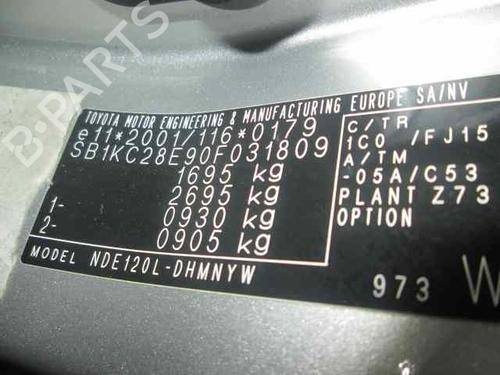 B-PARTS
TOYOTA MOTOR ENGINEERING & MANUFACTURING EUROPE SA/NV
e11*2001/116*0179
SB1KC28E90F031809
1695 kg
2695 kg
1- 0930 kg
2- 0905 kg
MODEL NDE120L-DHMNYW
C/TR
1C0 /FJ15
A/TM
-05A/C53
PLANT Z73
OPTION
973 W